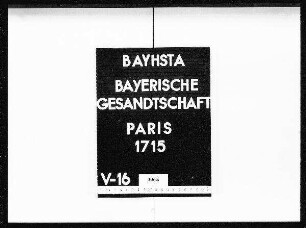 BAYHSTA
BAYERISCHE
GESANDTSCHAFT
PARIS
1715
V-16